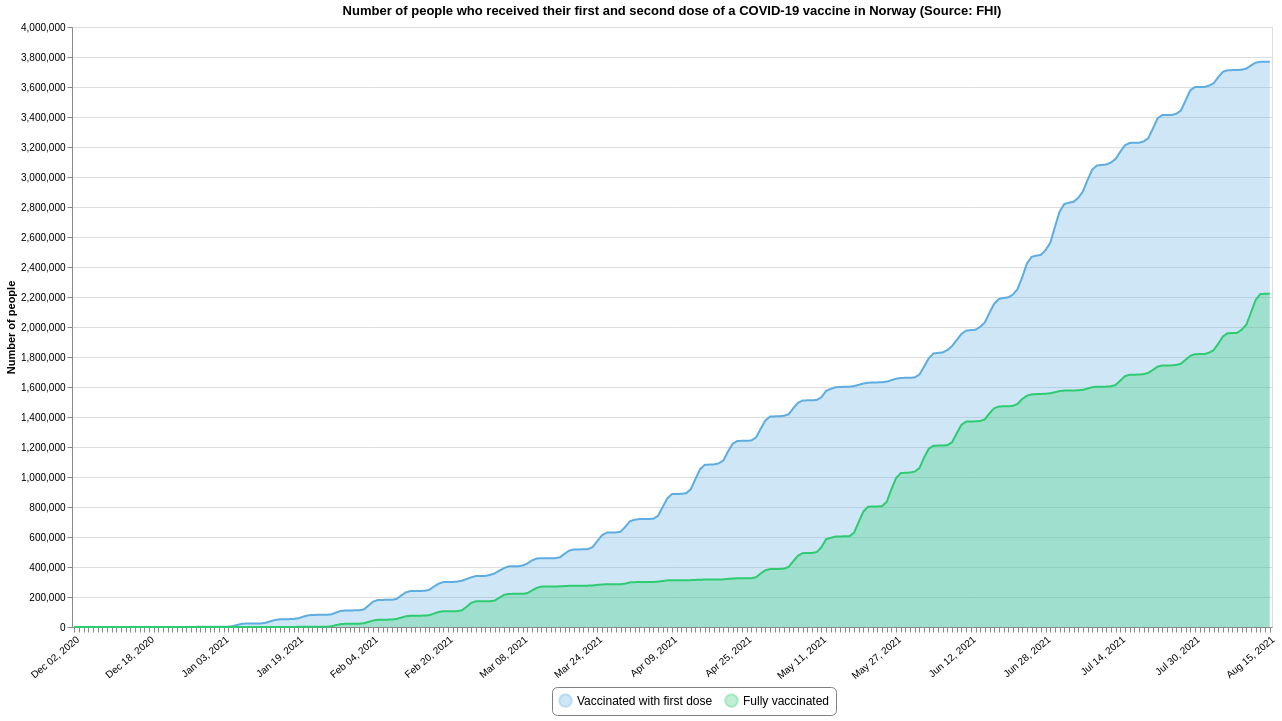 Number of people who received their first and second dose of a COVID-19 vaccine in Norway (Source: FHI)
Number of people
4,000,000
3,800,000
3,600,000
3,400,000
3,200,000
3,000,000
2,800,000
2,600,000
2,400,000
2,200,000
2,000,000
1,800,000
1,600,000
1,400,000
1,200,000
1,000,000
800,000
600,000
400,000
200,000
0
Dec 02, 2020
Dec 18, 2020
Jan 03, 2021
Jan 19, 2021
Feb 04, 2021
Feb 20, 2021
Mar 08, 2021
Mar 24, 2021
Apr 09, 2021
Apr 25, 2021
May 11, 2021
May 27, 2021
Jun 12, 2021
Jun 28, 2021
Jul 14, 2021
Jul 30, 2021
Aug 15, 2021
Vaccinated with first dose
Fully vaccinated